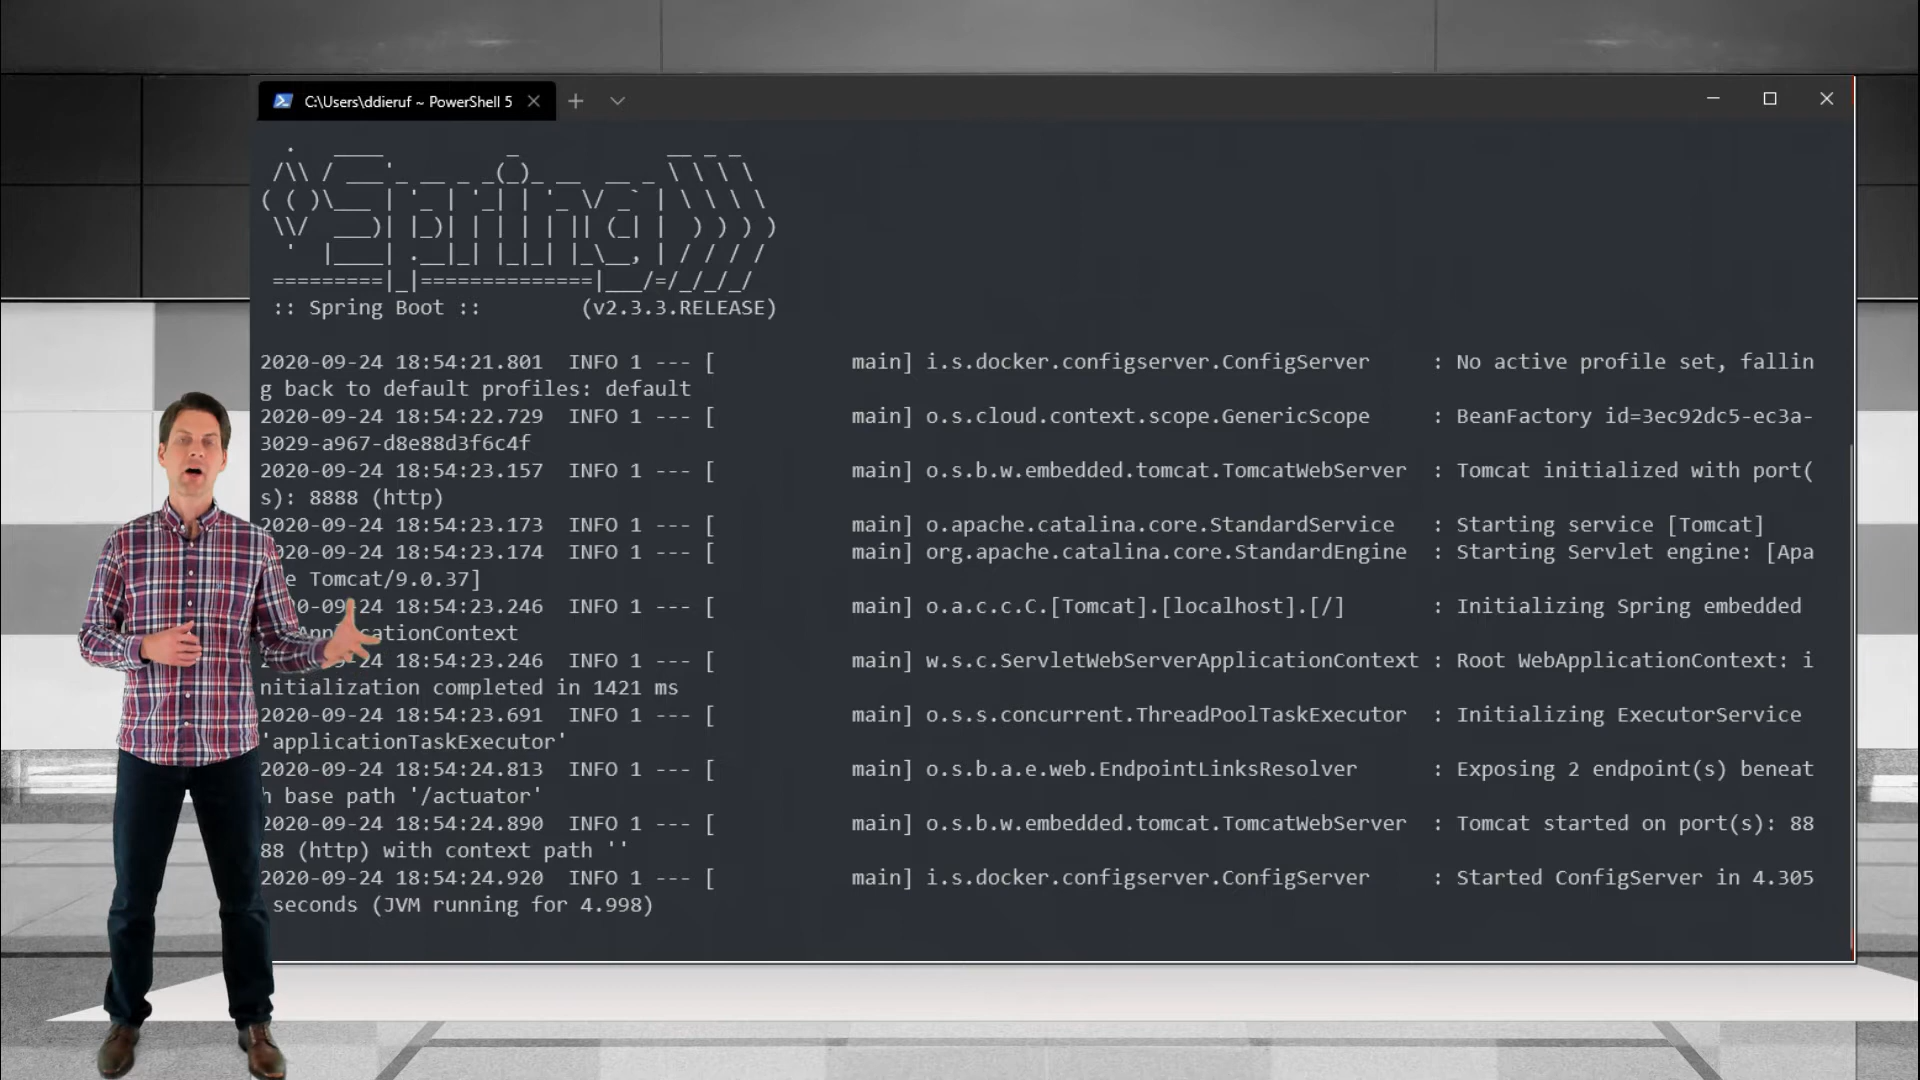 C:\Users\ddieruf ~ PowerShell 5
Spring
:: Spring Boot ::        (v2.3.3.RELEASE)
2020-09-24 18:54:21.801  INFO 1 --- [           main] i.s.docker.configserver.ConfigServer     : No active profile set, fallin
g back to default profiles: default
2020-09-24 18:54:22.729  INFO 1 --- [           main] o.s.cloud.context.scope.GenericScope     : BeanFactory id=3ec92dc5-ec3a-
3029-a967-d8e88d3f6c4f
2020-09-24 18:54:23.157  INFO 1 --- [           main] o.s.b.w.embedded.tomcat.TomcatWebServer  : Tomcat initialized with port(
s): 8888 (http)
2020-09-24 18:54:23.173  INFO 1 --- [           main] o.apache.catalina.core.StandardService   : Starting service [Tomcat]
2020-09-24 18:54:23.174  INFO 1 --- [           main] org.apache.catalina.core.StandardEngine  : Starting Servlet engine: [Apa
e Tomcat/9.0.37]
0-09-24 18:54:23.246  INFO 1 --- [           main] o.a.c.c.C.[Tomcat].[localhost].[/]       : Initializing Spring embedded
ApplicationContext
2 -24 18:54:23.246  INFO 1 --- [           main] w.s.c.ServletWebServerApplicationContext : Root WebApplicationContext: i
nitialization completed in 1421 ms
2020-09-24 18:54:23.691  INFO 1 --- [           main] o.s.s.concurrent.ThreadPoolTaskExecutor  : Initializing ExecutorService
'applicationTaskExecutor'
2020-09-24 18:54:24.813  INFO 1 --- [           main] o.s.b.a.e.web.EndpointLinksResolver      : Exposing 2 endpoint(s) beneat
h base path '/actuator'
2020-09-24 18:54:24.890  INFO 1 --- [           main] o.s.b.w.embedded.tomcat.TomcatWebServer  : Tomcat started on port(s): 88
88 (http) with context path ''
2020-09-24 18:54:24.920  INFO 1 --- [           main] i.s.docker.configserver.ConfigServer     : Started ConfigServer in 4.305
seconds (JVM running for 4.998)